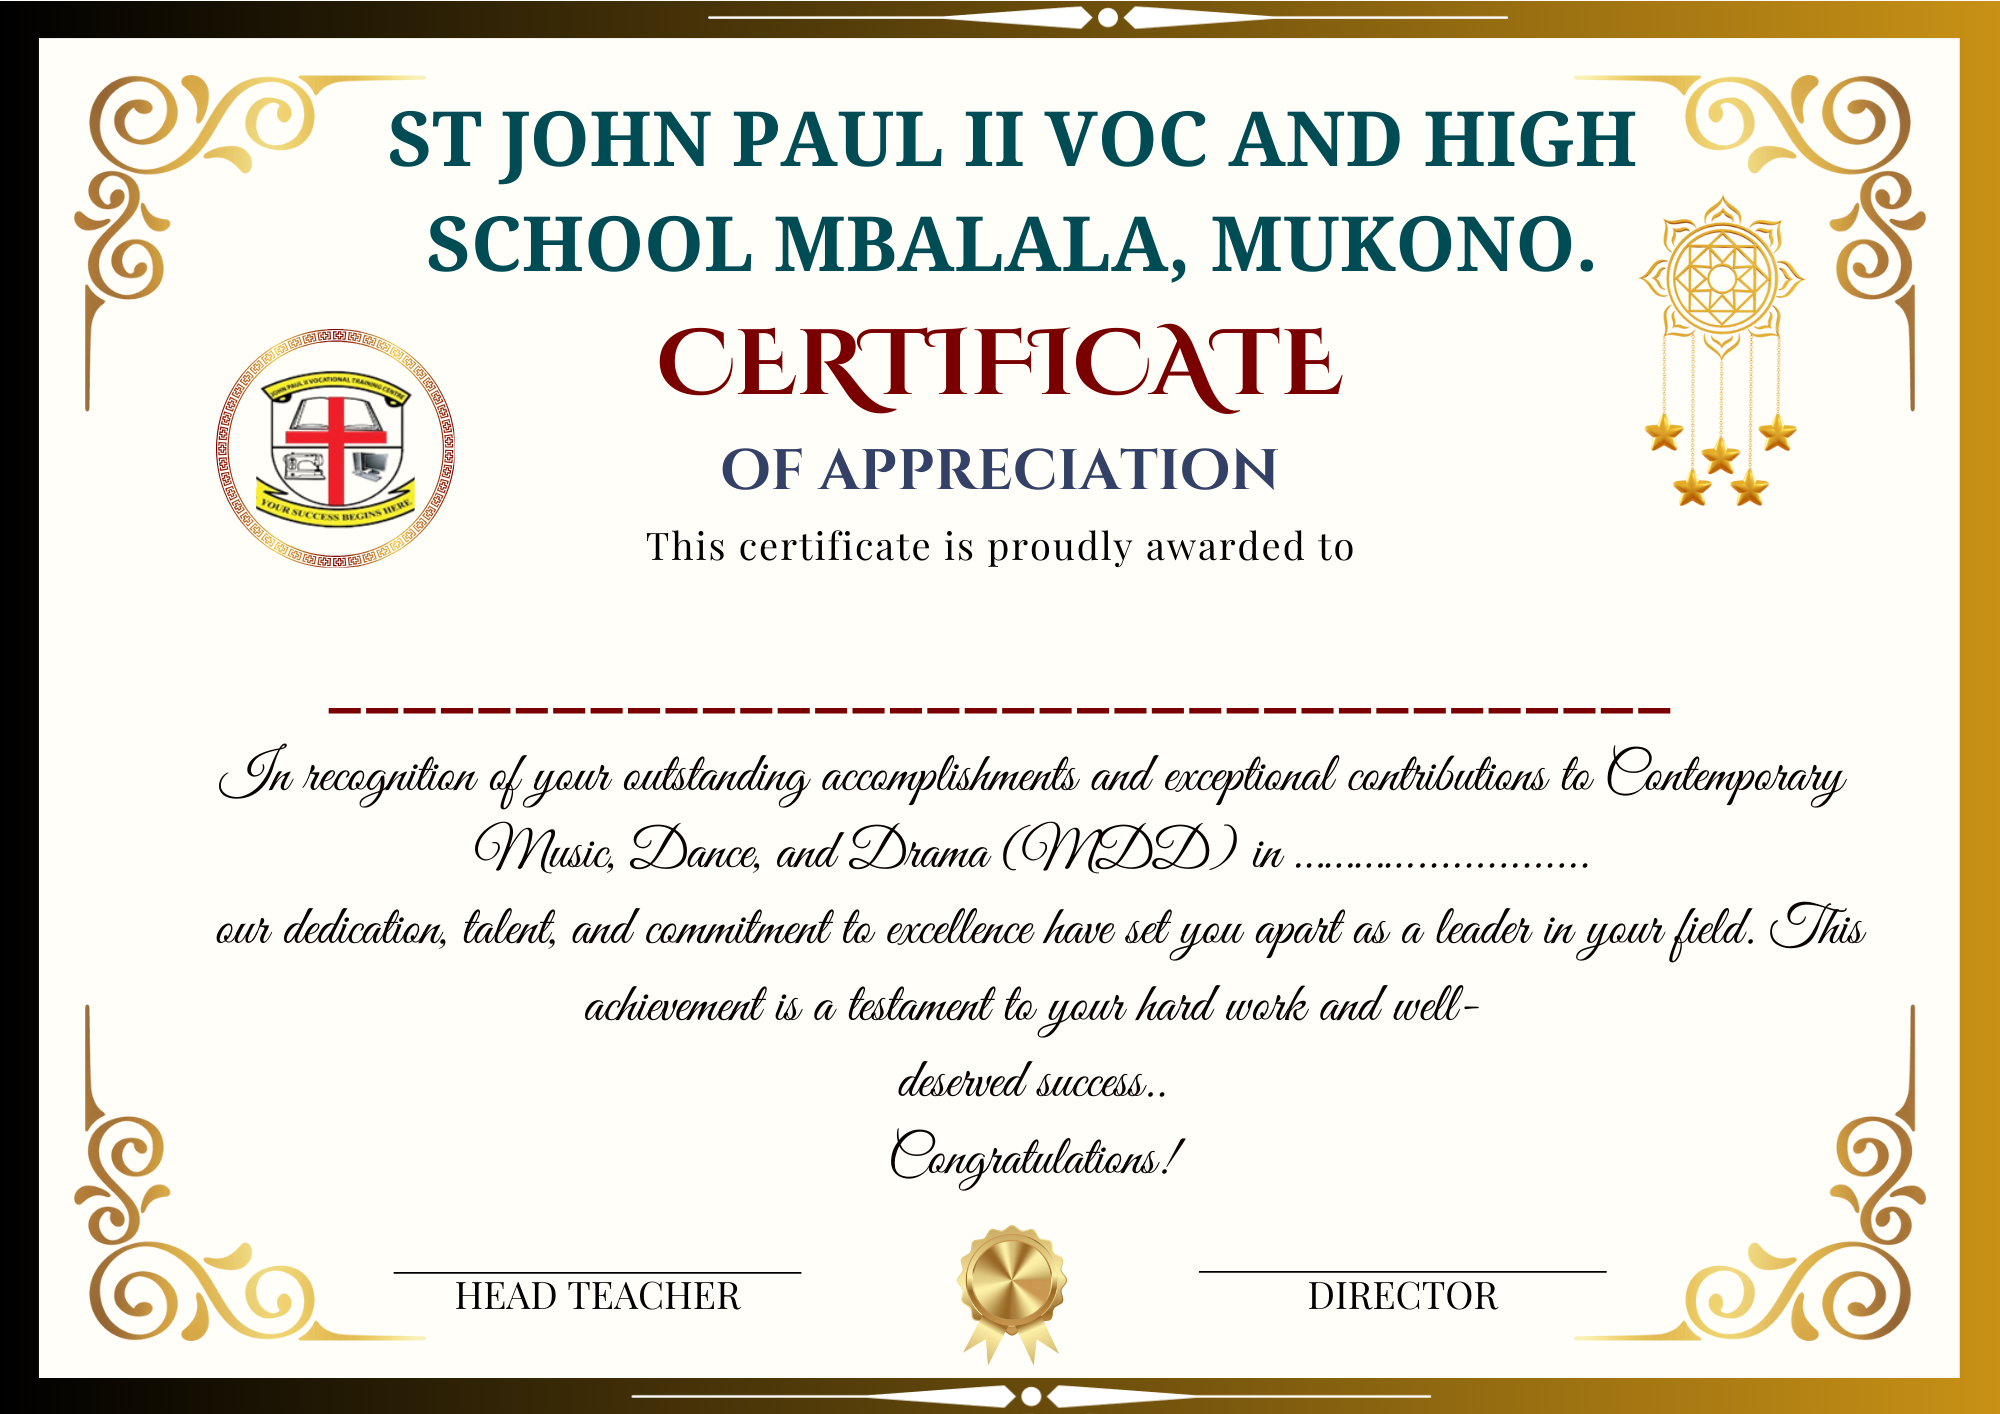 ST JOHN PAUL II VOC AND HIGH
SCHOOL MBALALA, MUKONO.
CERTIFICATE
JOHN PAUL II VOCATIONAL TRAINING CENTRE
YOUR SUCCESS BEGINS HERE
OF APPRECIATION
This certificate is proudly awarded to
____________________________________
In recognition of your outstanding accomplishments and exceptional contributions to Contemporary
Music, Dance, and Drama (MDD) in ..............................
our dedication, talent, and commitment to excellence have set you apart as a leader in your field. This
achievement is a testament to your hard work and well-
deserved success..
Congratulations!
HEAD TEACHER
DIRECTOR